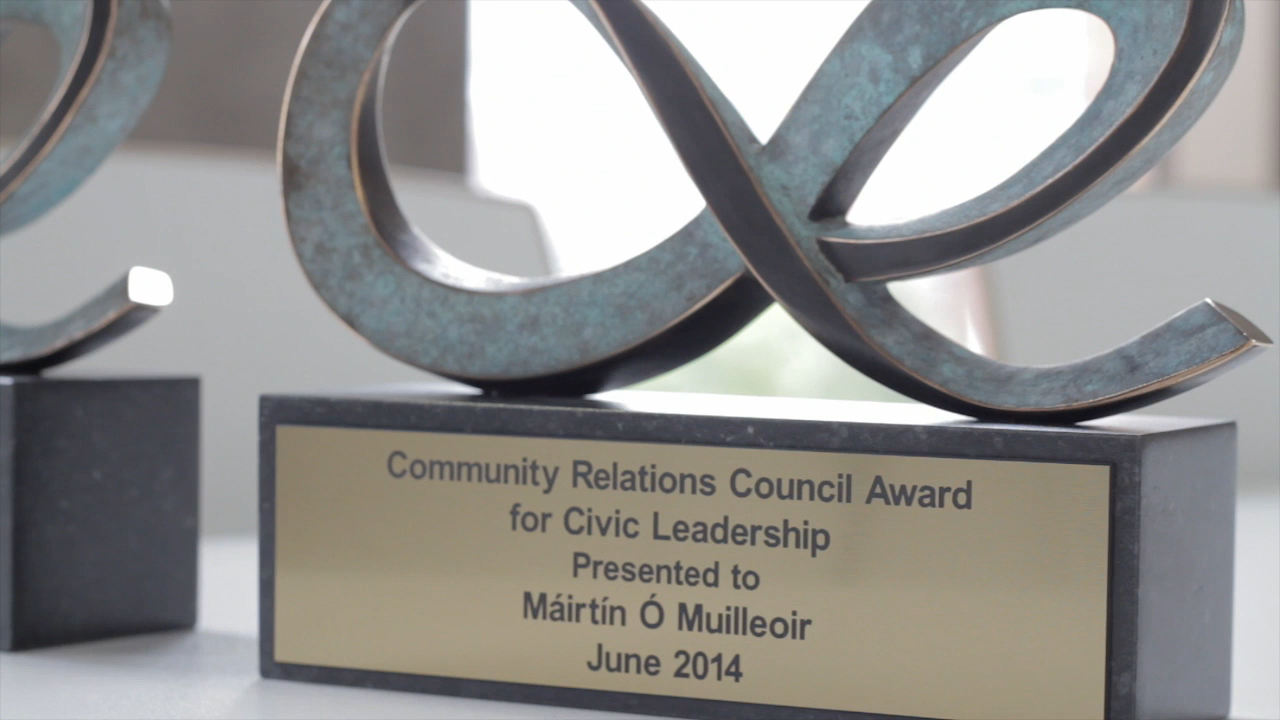 Community Relations Council Award
for Civic Leadership
Presented to
Máirtín Ó Muilleoir
June 2014